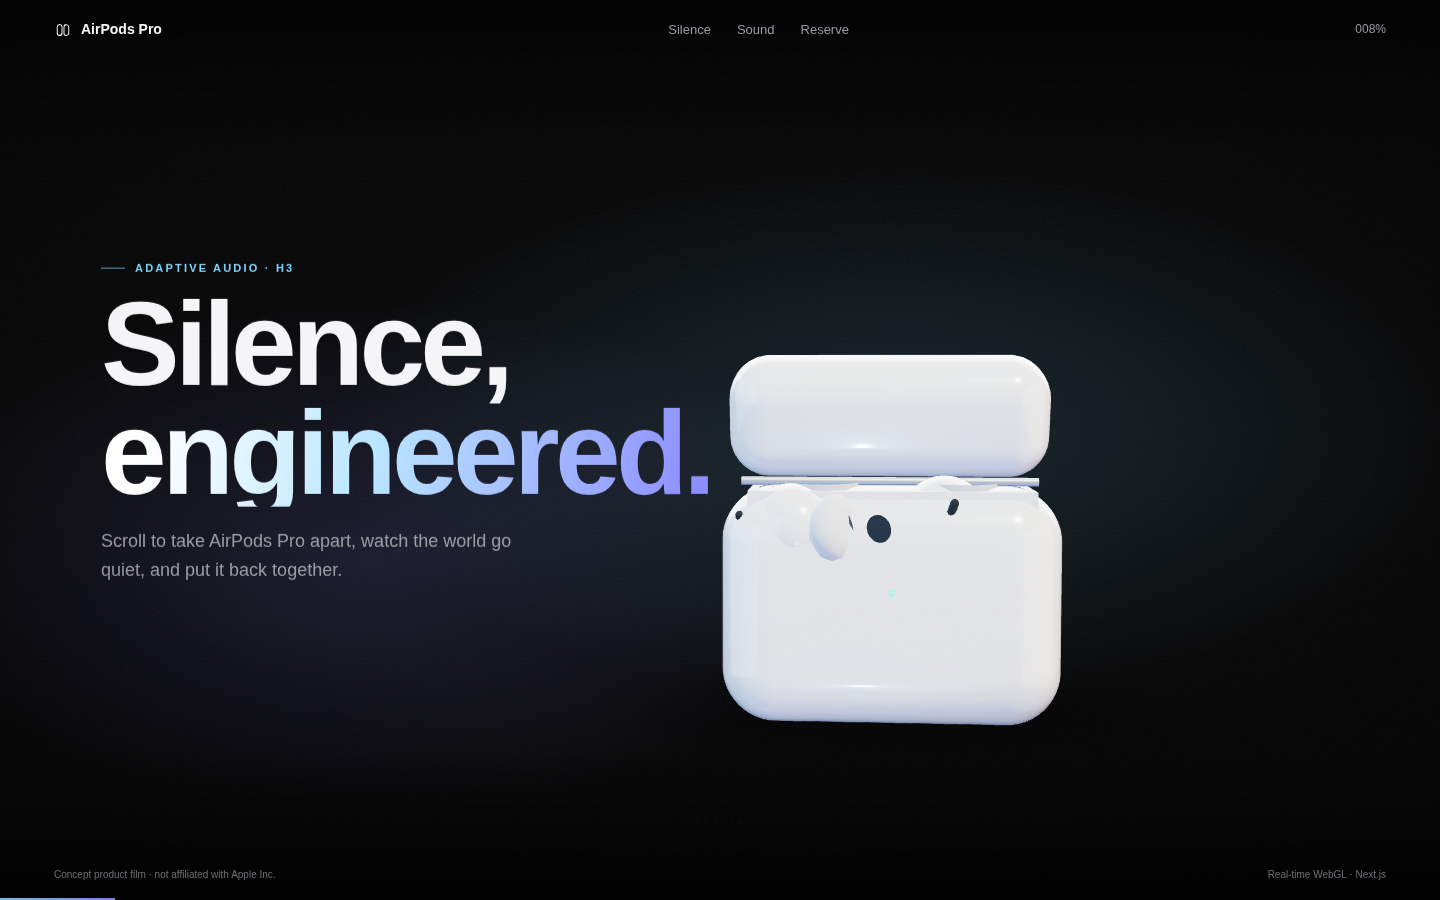 AirPods Pro
Silence
Sound
Reserve
008%
ADAPTIVE AUDIO · H3
Silence,
engineered.
Scroll to take AirPods Pro apart, watch the world go
quiet, and put it back together.
SCROLL
Concept product film · not affiliated with Apple Inc.
Real-time WebGL · Next.js